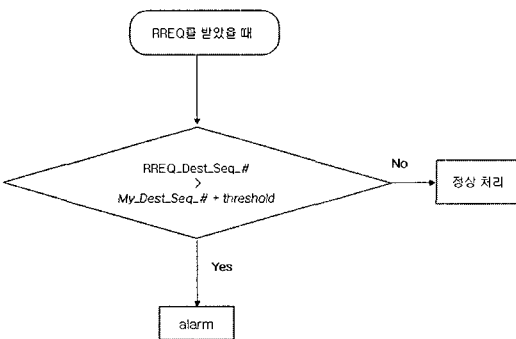 RREQ를 받았을 때
RREQ_Dest_Seq_#
>
My_Dest_Seq_# + threshold
No
정상 처리
Yes
alarm